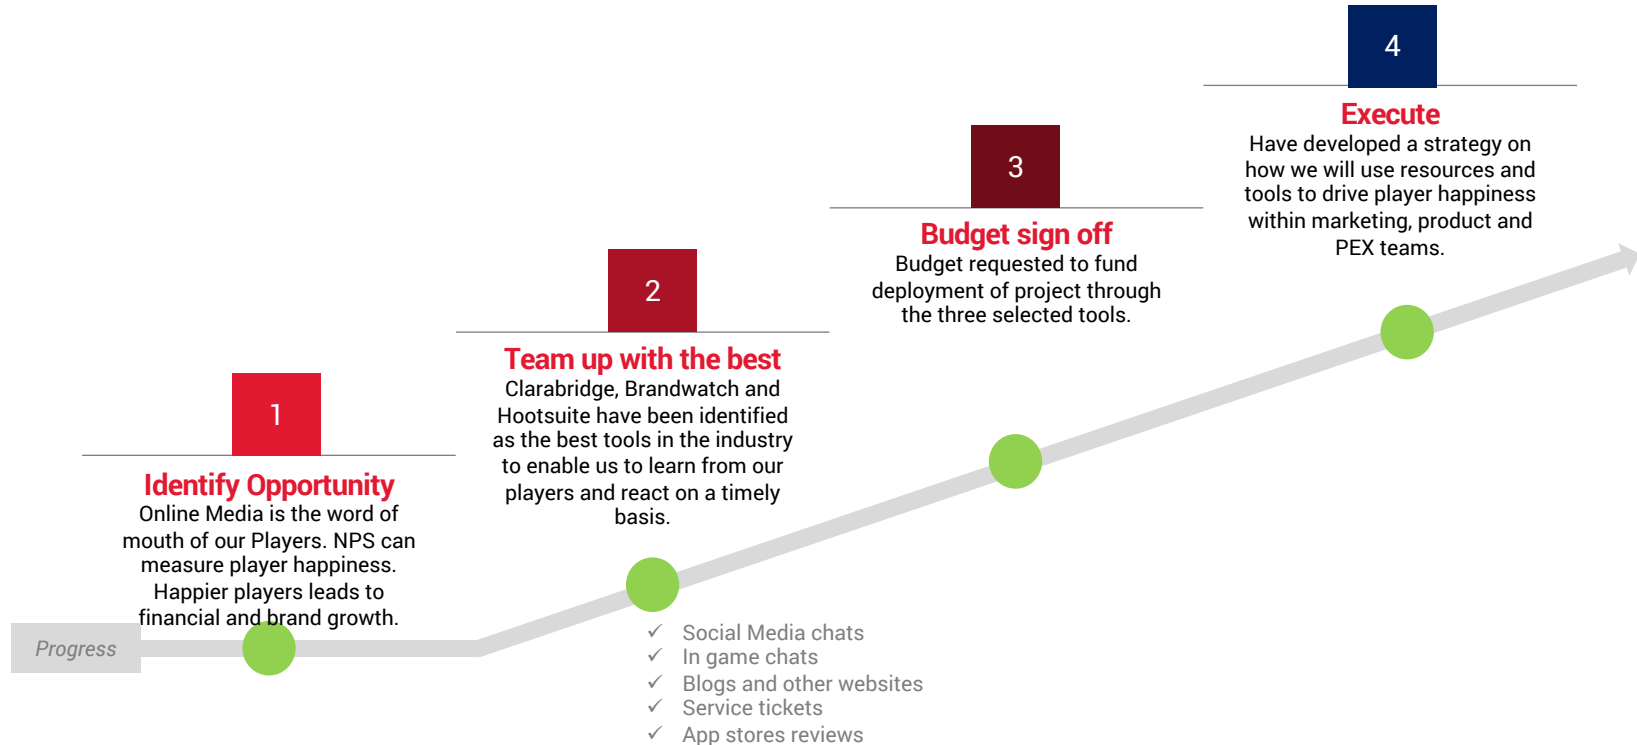 1
Identify Opportunity
Online Media is the word of
mouth of our Players. NPS can
measure player happiness.
Happier players leads to
financial and brand growth.
2
Team up with the best
Clarabridge, Brandwatch and
Hootsuite have been identified
as the best tools in the industry
to enable us to learn from our
players and react on a timely
basis.
3
Budget sign off
Budget requested to fund
deployment of project through
the three selected tools.
4
Execute
Have developed a strategy on
how we will use resources and
tools to drive player happiness
within marketing, product and
PEX teams.
Progress
✓ Social Media chats
✓ In game chats
✓ Blogs and other websites
✓ Service tickets
✓ App stores reviews